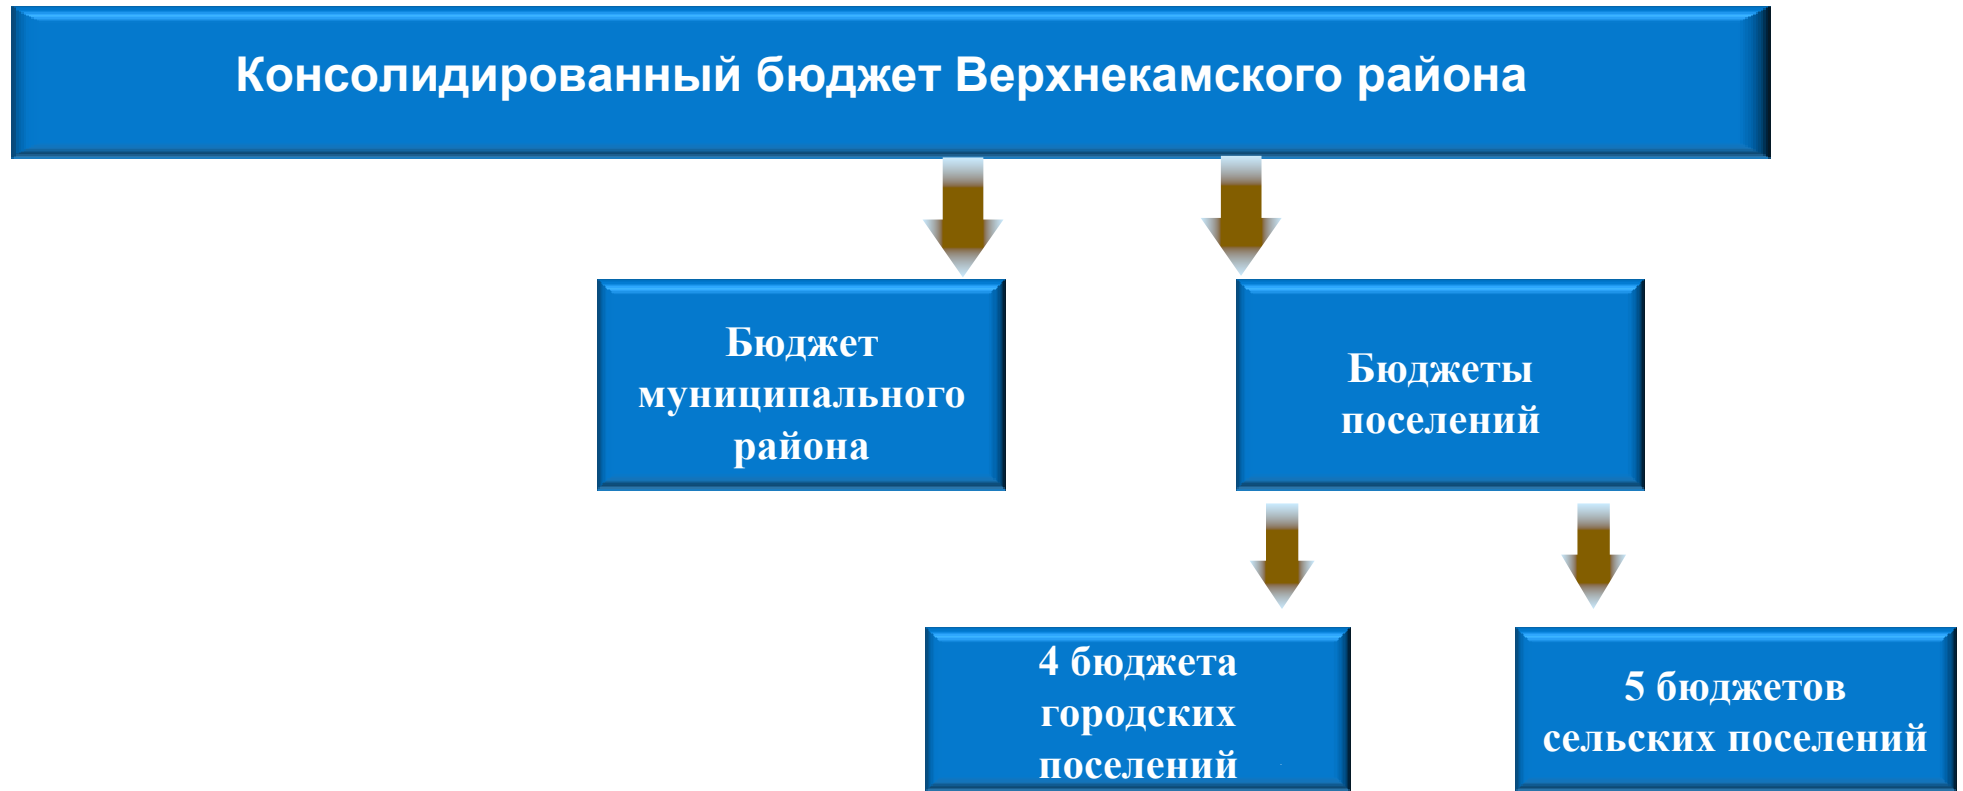 Консолидированный бюджет Верхнекамского района
Бюджет
муниципального
района
Бюджеты
поселений
4 бюджета
городских
поселений
5 бюджетов
сельских поселений